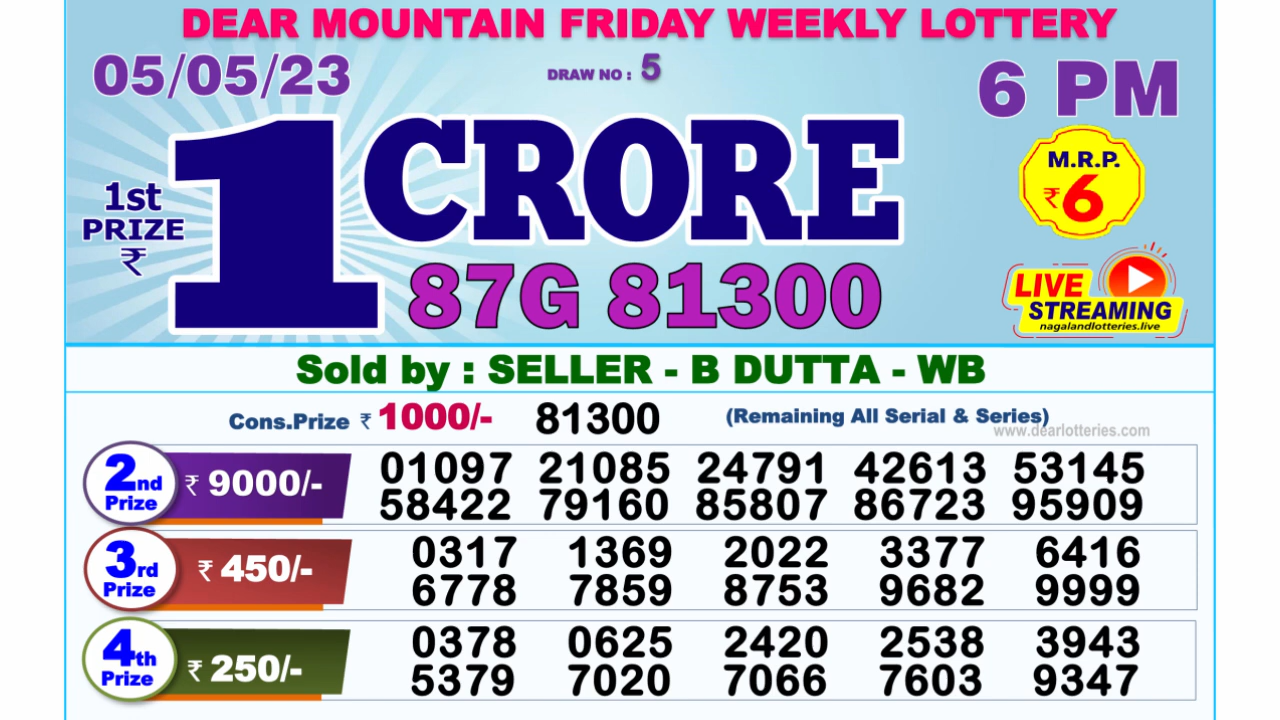 DEAR MOUNTAIN FRIDAY WEEKLY LOTTERY
05/05/23
DRAW NO : 5
6 PM
1st
PRIZE
₹
1 CRORE
87G 81300
M.R.P.
₹6
LIVE
STREAMING
nagalandlotteries.live
Sold by : SELLER - B DUTTA - WB
Cons.Prize ₹ 1000/- 81300 (Remaining All Serial & Series)
www.dearlotteries.com
2nd Prize ₹ 9000/-
01097 21085 24791 42613 53145
58422 79160 85807 86723 95909
3rd Prize ₹ 450/-
0317 1369 2022 3377 6416
6778 7859 8753 9682 9999
4th Prize ₹ 250/-
0378 0625 2420 2538 3943
5379 7020 7066 7603 9347